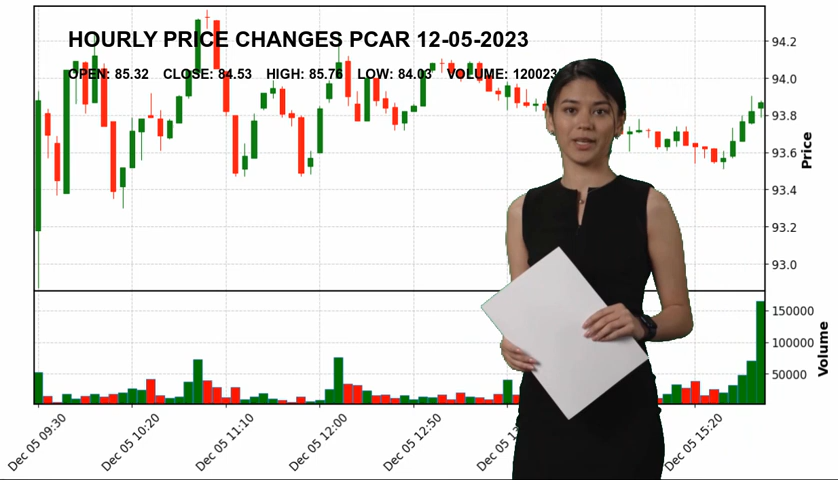 HOURLY PRICE CHANGES PCAR 12-05-2023
OPEN: 85.32 CLOSE: 84.53 HIGH: 85.76 LOW: 84.03 VOLUME: 120023
94.2
94.0
93.8
93.6
93.4
93.2
93.0
Price
150000
100000
50000
Volume
Dec 05 09:30
Dec 05 10:20
Dec 05 11:10
Dec 05 12:00
Dec 05 12:50
Dec 05
Dec 05 15:20